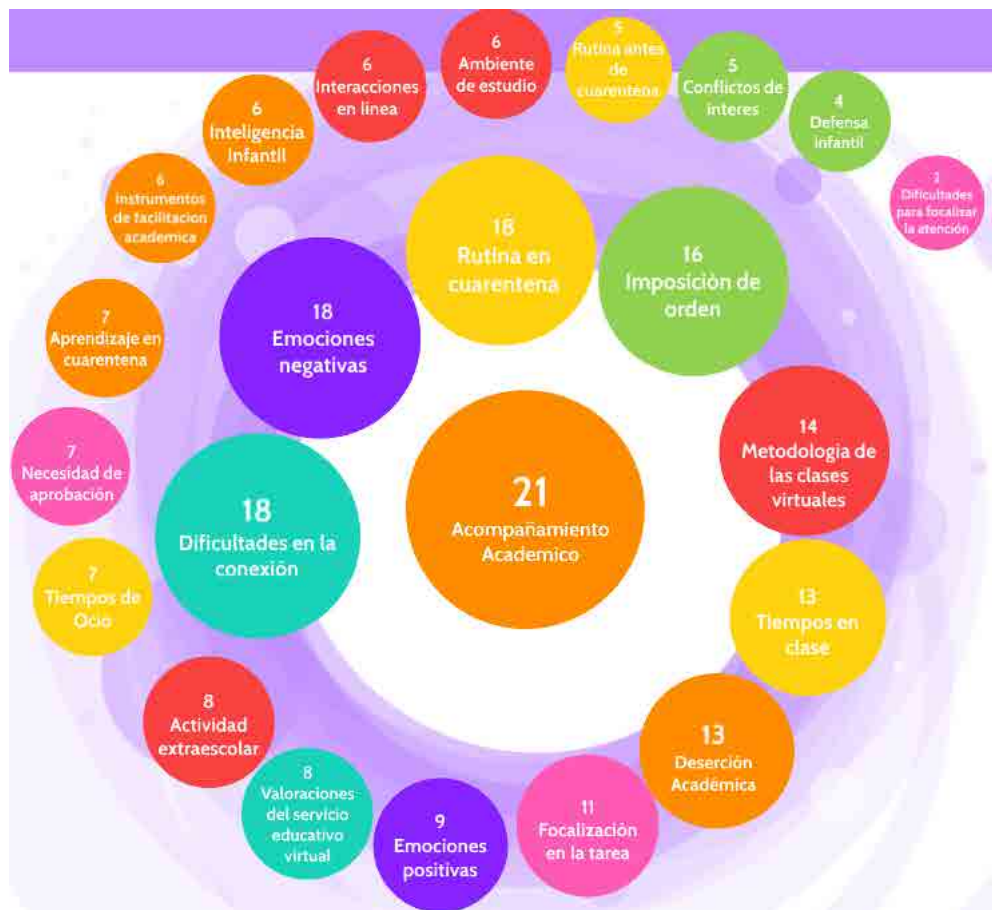 21
Acompañamiento
Academico
18
Dificultades en la
conexión
18
Emociones
negativas
18
Rutina en
cuarentena
16
Imposición de
orden
14
Metodologia de
las clases
virtuales
13
Tiempos en
clase
13
Deserción
Académica
11
Focalización
en la tarea
9
Emociones
positivas
8
Valoraciones
del servicio
educativo
virtual
8
Actividad
extraescolar
7
Tiempos de
Ocio
7
Necesidad de
aprobación
7
Aprendizaje en
cuarentena
6
Instrumentos
de facilitacion
academica
6
Inteligencia
Infantil
6
Interacciones
en linea
6
Ambiente
de estudio
5
Rutina antes
de
cuarentena
5
Conflictos de
interes
4
Defensa
infantil
Dificultades
para focalizar
la atención